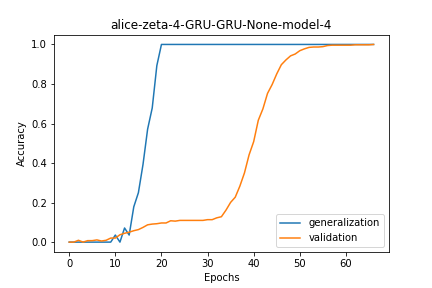 alice-zeta-4-GRU-GRU-None-model-4
1.0
0.8
0.6
0.4
0.2
0.0
Accuracy
0 10 20 30 40 50 60
Epochs
generalization
validation